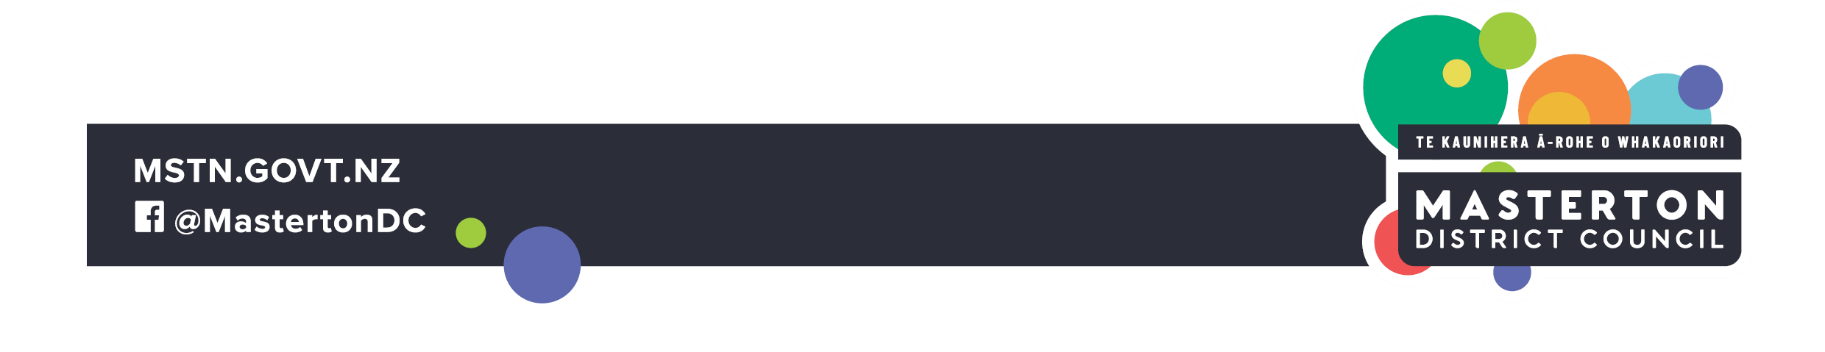 MSTN.GOVT.NZ
@MastertonDC
TE KAUNIHERA Ā-ROHE O WHAKAORIORI
MASTERTON
DISTRICT COUNCIL